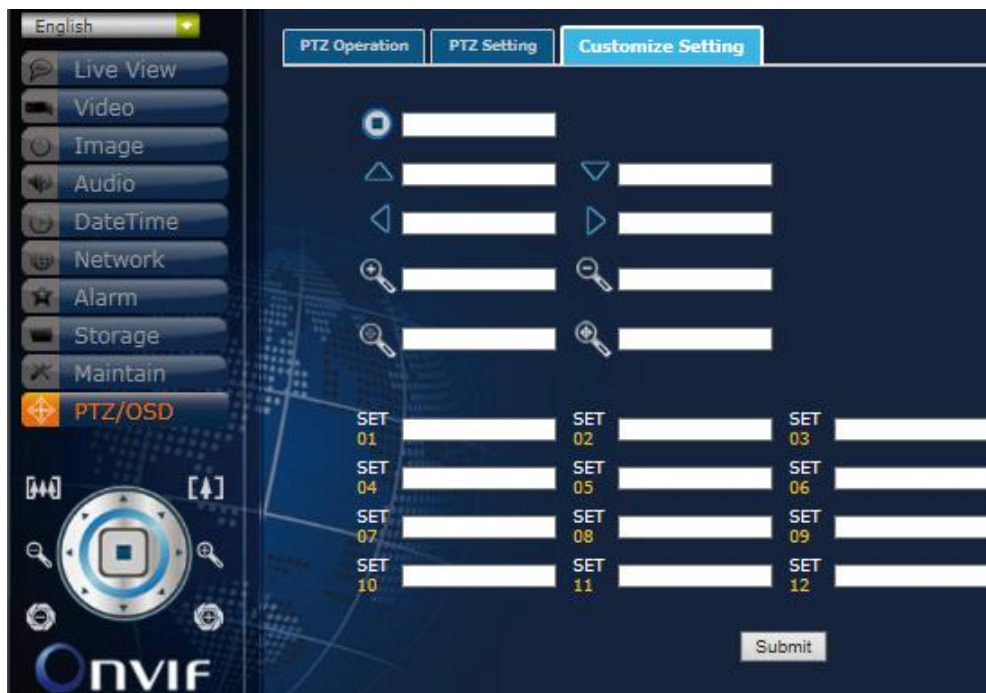 English
Live View
Video
Image
Audio
DateTime
Network
Alarm
Storage
Maintain
PTZ/OSD
Onvif
PTZ Operation PTZ Setting Customize Setting
SET 01 SET 02 SET 03
SET 04 SET 05 SET 06
SET 07 SET 08 SET 09
SET 10 SET 11 SET 12
Submit